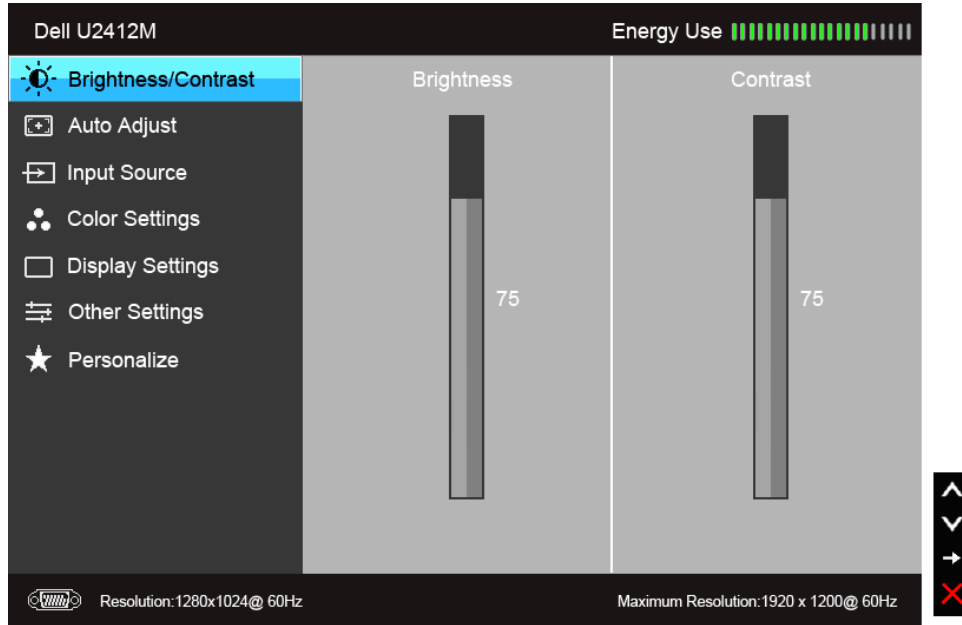 Dell U2412M
Energy Use
Brightness/Contrast
Auto Adjust
Input Source
Color Settings
Display Settings
Other Settings
Personalize
Brightness
75
Contrast
75
Resolution:1280x1024@ 60Hz
Maximum Resolution:1920 x 1200@ 60Hz